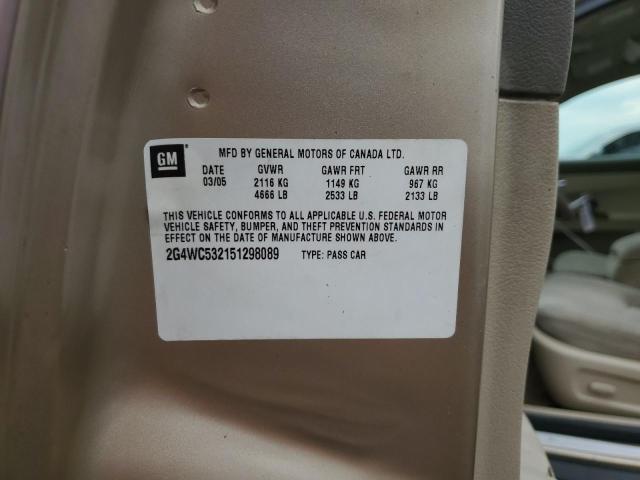 GM
MFD BY GENERAL MOTORS OF CANADA LTD.
DATE GVWR GAWR FRT GAWR RR
03/05 2116 KG 1149 KG 967 KG
4666 LB 2533 LB 2133 LB
THIS VEHICLE CONFORMS TO ALL APPLICABLE U.S. FEDERAL MOTOR
VEHICLE SAFETY, BUMPER, AND THEFT PREVENTION STANDARDS IN
EFFECT ON THE DATE OF MANUFACTURE SHOWN ABOVE.
2G4WC532151298089 TYPE: PASS CAR